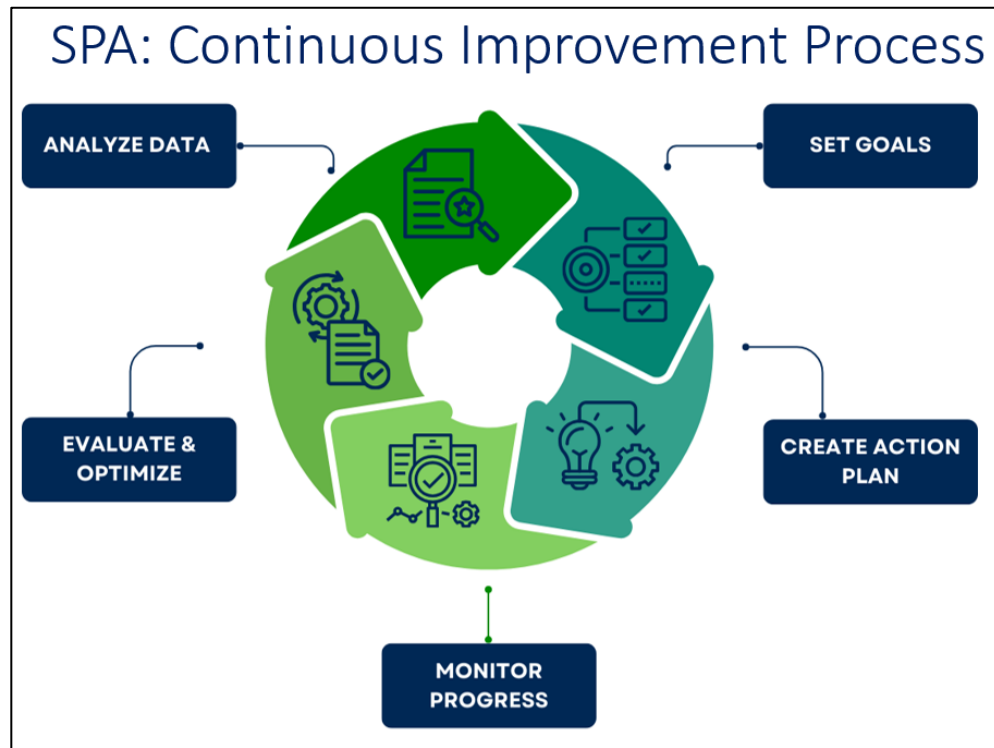 SPA: Continuous Improvement Process
ANALYZE DATA
SET GOALS
EVALUATE &
OPTIMIZE
CREATE ACTION
PLAN
MONITOR
PROGRESS